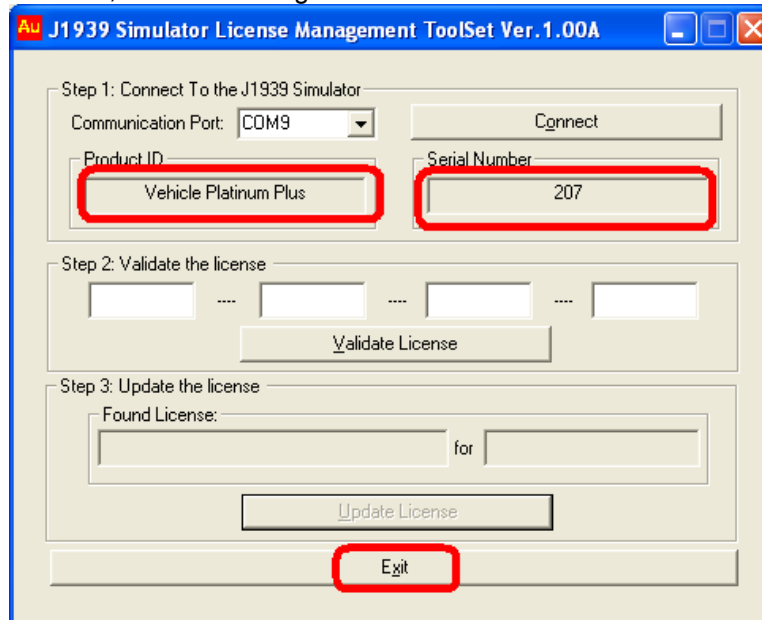 Au J1939 Simulator License Management ToolSet Ver.1.00A
Step 1: Connect To the J1939 Simulator
Communication Port: COM9 Connect
Product ID Serial Number
Vehicle Platinum Plus 207
Step 2: Validate the license
---- ---- ----
Validate License
Step 3: Update the license
Found License:
for
Update License
Exit